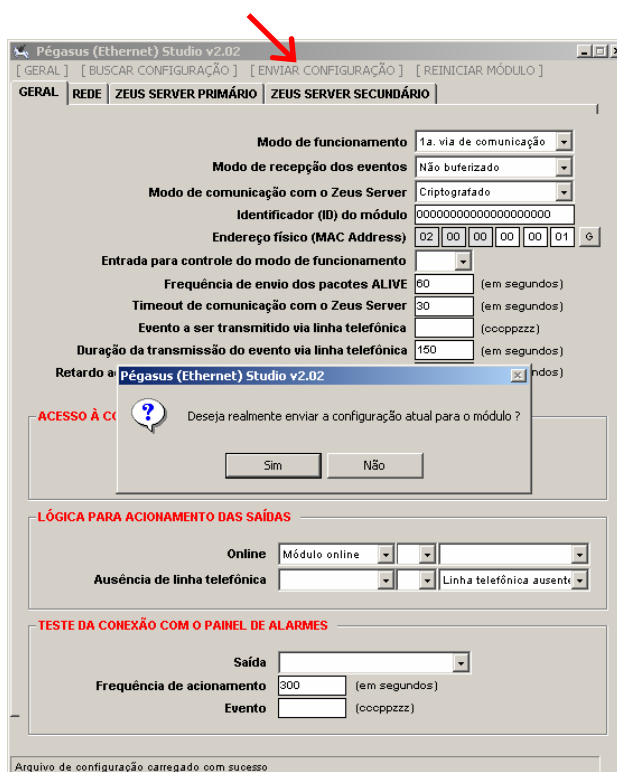 Pégasus (Ethernet) Studio v2.02
[ GERAL ] [ BUSCAR CONFIGURAÇÃO ] [ ENVIAR CONFIGURAÇÃO ] [ REINICIAR MÓDULO ]
GERAL REDE ZEUS SERVER PRIMÁRIO ZEUS SERVER SECUNDÁRIO
Modo de funcionamento 1a. via de comunicação
Modo de recepção dos eventos Não buferizado
Modo de comunicação com o Zeus Server Criptografado
Identificador (ID) do módulo 00000000000000000000
Endereço físico (MAC Address) 02 00 00 00 00 01 G
Entrada para controle do modo de funcionamento
Frequência de envio dos pacotes ALIVE 60 (em segundos)
Timeout de comunicação com o Zeus Server 30 (em segundos)
Evento a ser transmitido via linha telefônica (cccppzzz)
Duração da transmissão do evento via linha telefônica 150 (em segundos)
Retardo
Pégasus (Ethernet) Studio v2.02
ACESSO À
Deseja realmente enviar a configuração atual para o módulo ?
Sim Não
LÓGICA PARA ACIONAMENTO DAS SAÍDAS
Online Módulo online
Ausência de linha telefônica Linha telefônica ausente
TESTE DA CONEXÃO COM O PAINEL DE ALARMES
Saída
Frequência de acionamento 300 (em segundos)
Evento (cccppzzz)
Arquivo de configuração carregado com sucesso